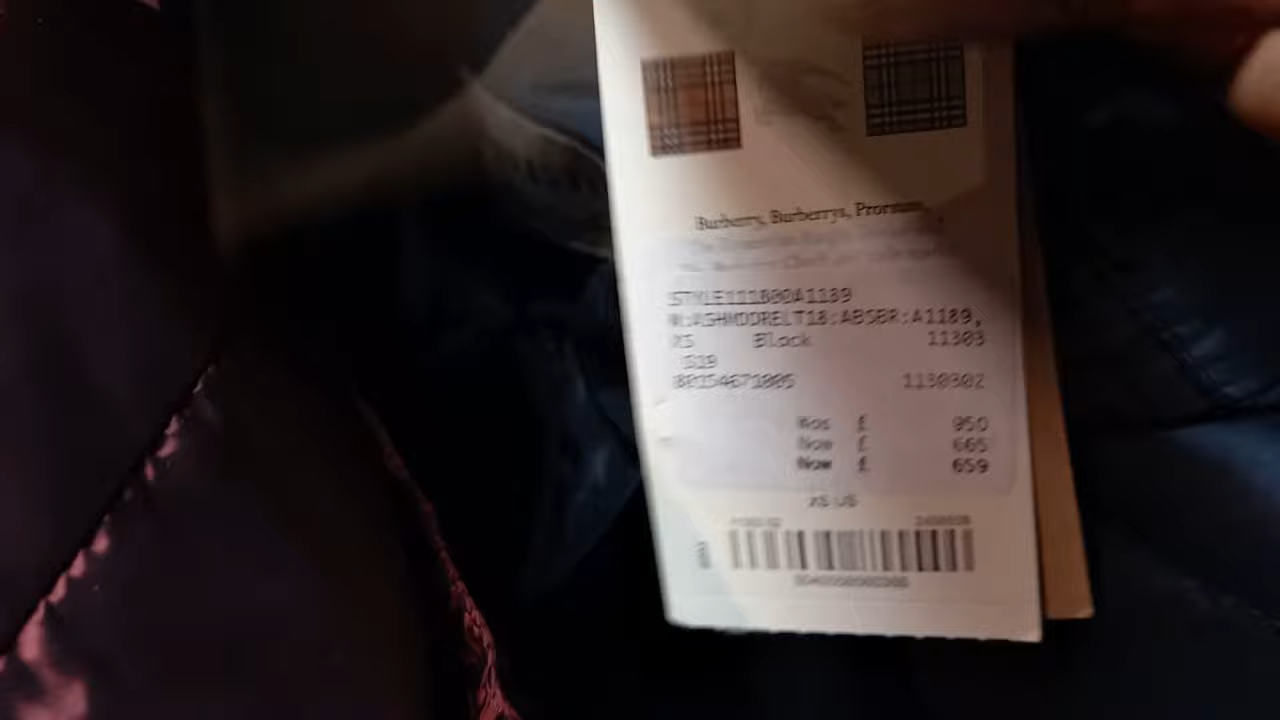 Burberry, Burberrys, Prorsum,
STYLE111800A1189
W:ASHMOORELT18:ABSBR:A1189,
XS Black 11303
S19
80154671005 1130302
Was £ 950
Now £ 665
Now £ 659
XS US